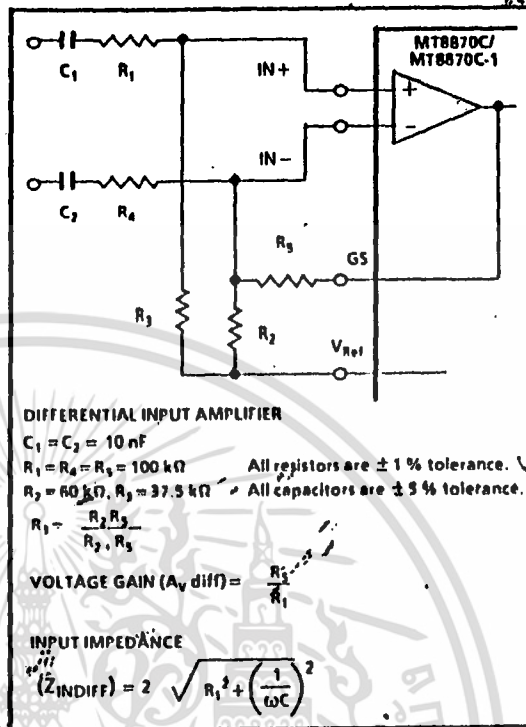 MT8870C/
MT8870C-1
C1 R1 IN+ +
IN− −
C2 R4
R5 GS
R3 R2
VRef
DIFFERENTIAL INPUT AMPLIFIER
C1 = C2 = 10 nF
R1 = R4 = R5 = 100 kΩ All resistors are ± 1 % tolerance.
R2 = 60 kΩ, R3 = 37.5 kΩ All capacitors are ± 5 % tolerance.
R2 R5
R2 + R5
VOLTAGE GAIN (Av diff) = R5 / R1
INPUT IMPEDANCE
(ZINDIFF) = 2 √ R1² + (1 / ωC)²